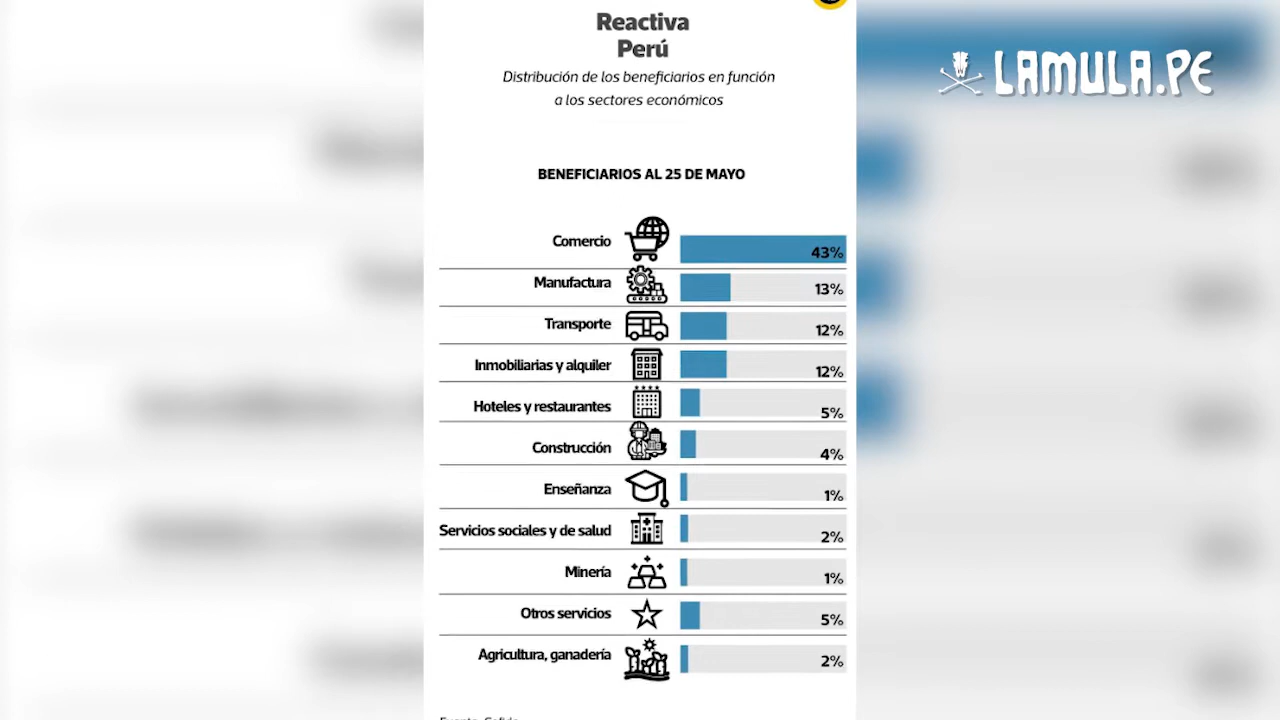 LAMULA.PE
Reactiva
Perú
Distribución de los beneficiarios en función
a los sectores económicos
BENEFICIARIOS AL 25 DE MAYO
Comercio 43%
Manufactura 13%
Transporte 12%
Inmobiliarias y alquiler 12%
Hoteles y restaurantes 5%
Construcción 4%
Enseñanza 1%
Servicios sociales y de salud 2%
Minería 1%
Otros servicios 5%
Agricultura, ganadería 2%